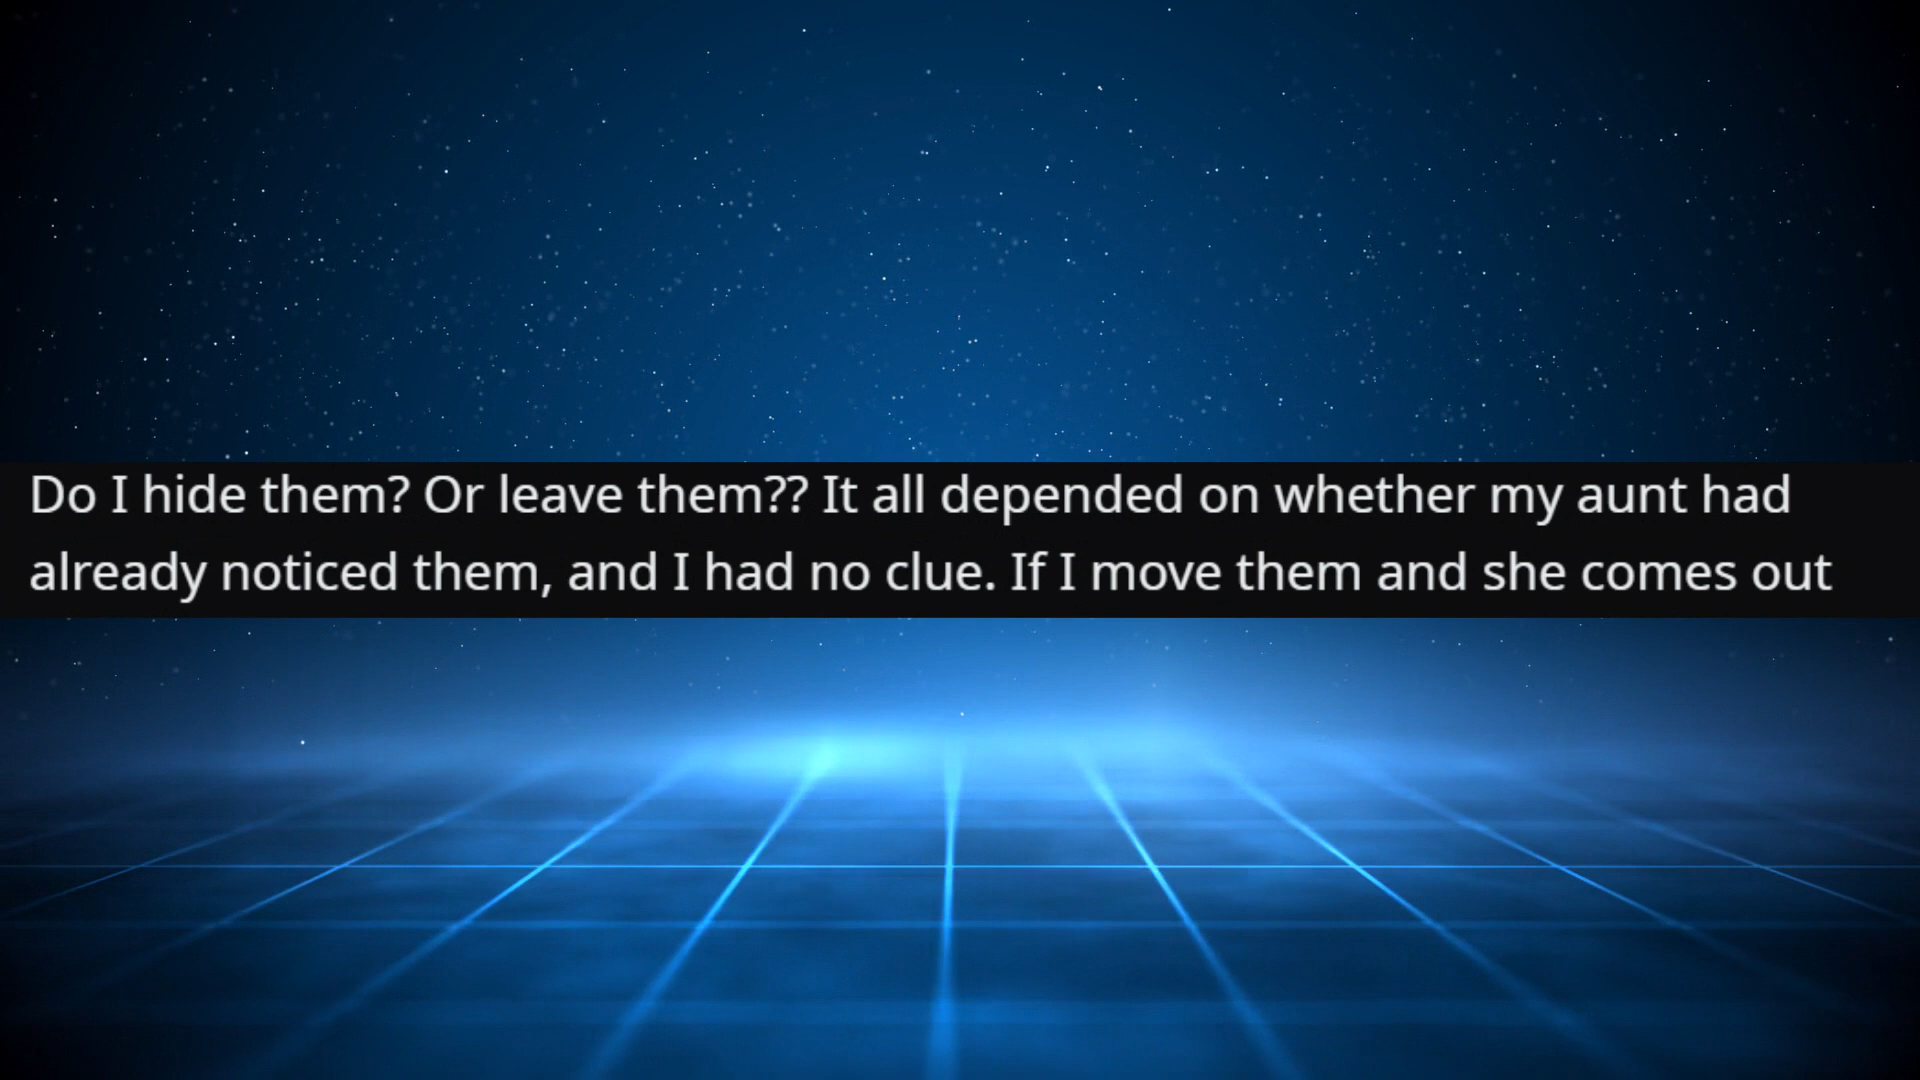 Do I hide them? Or leave them?? It all depended on whether my aunt had
already noticed them, and I had no clue. If I move them and she comes out